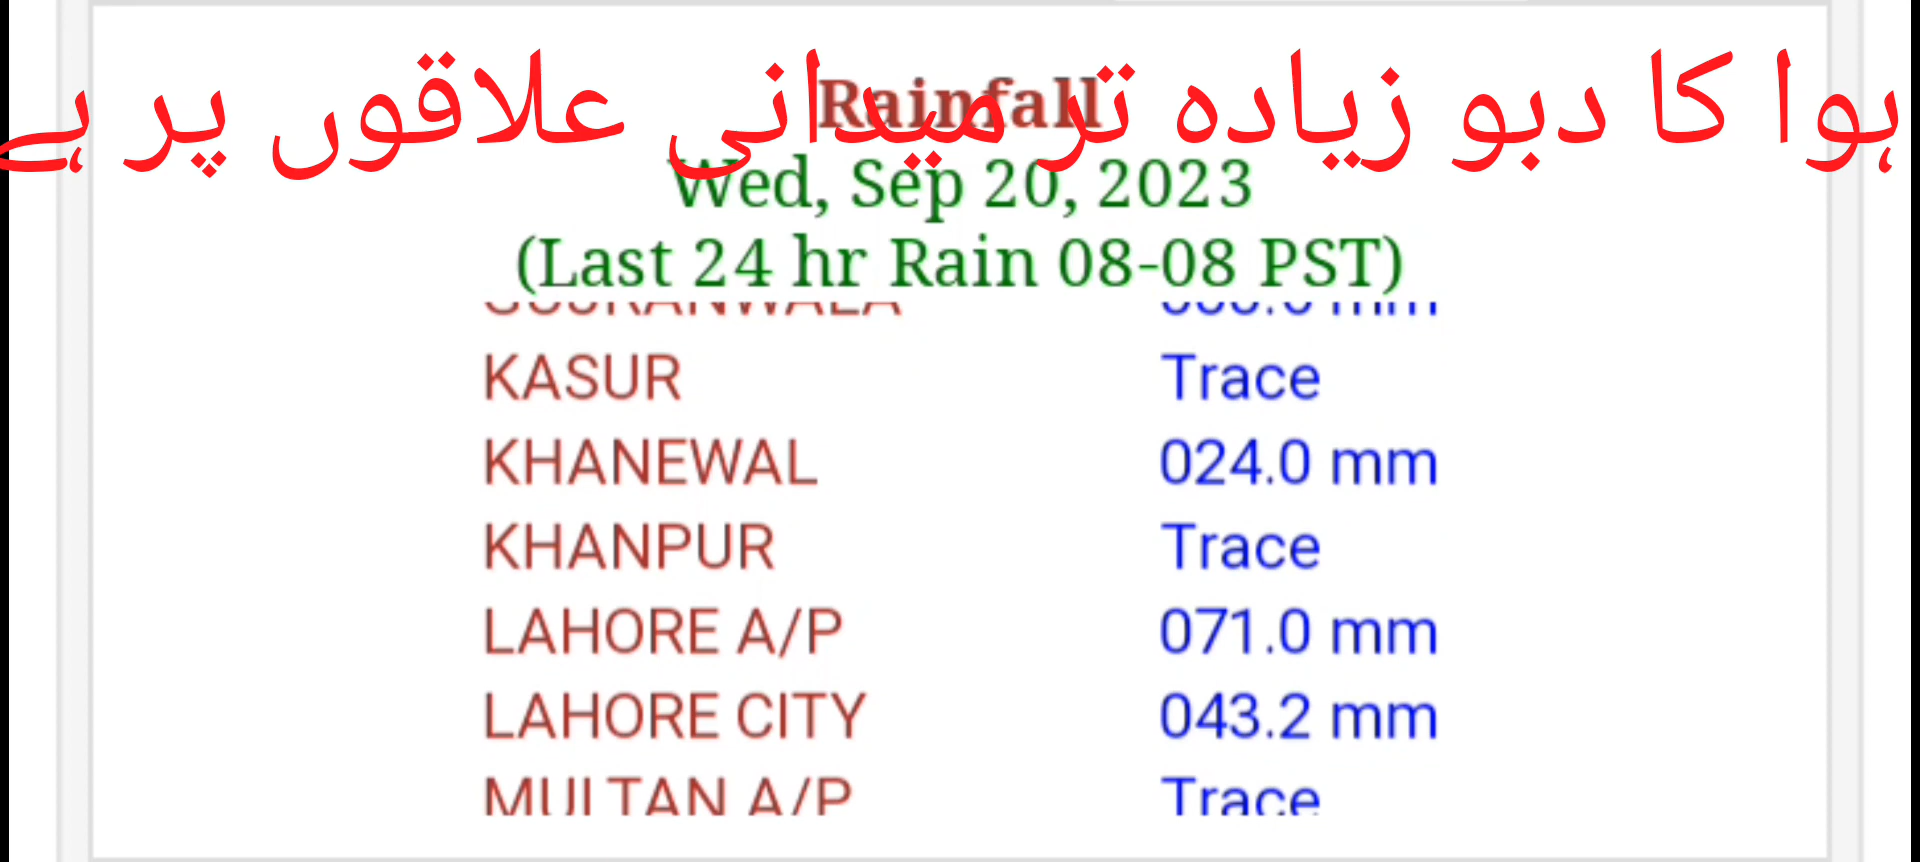 ہوا کا دبو زیادہ تر میدانی علاقوں پر ہے
Rainfall
Wed, Sep 20, 2023
(Last 24 hr Rain 08-08 PST)
KASUR Trace
KHANEWAL 024.0 mm
KHANPUR Trace
LAHORE A/P 071.0 mm
LAHORE CITY 043.2 mm
MULTAN A/P Trace